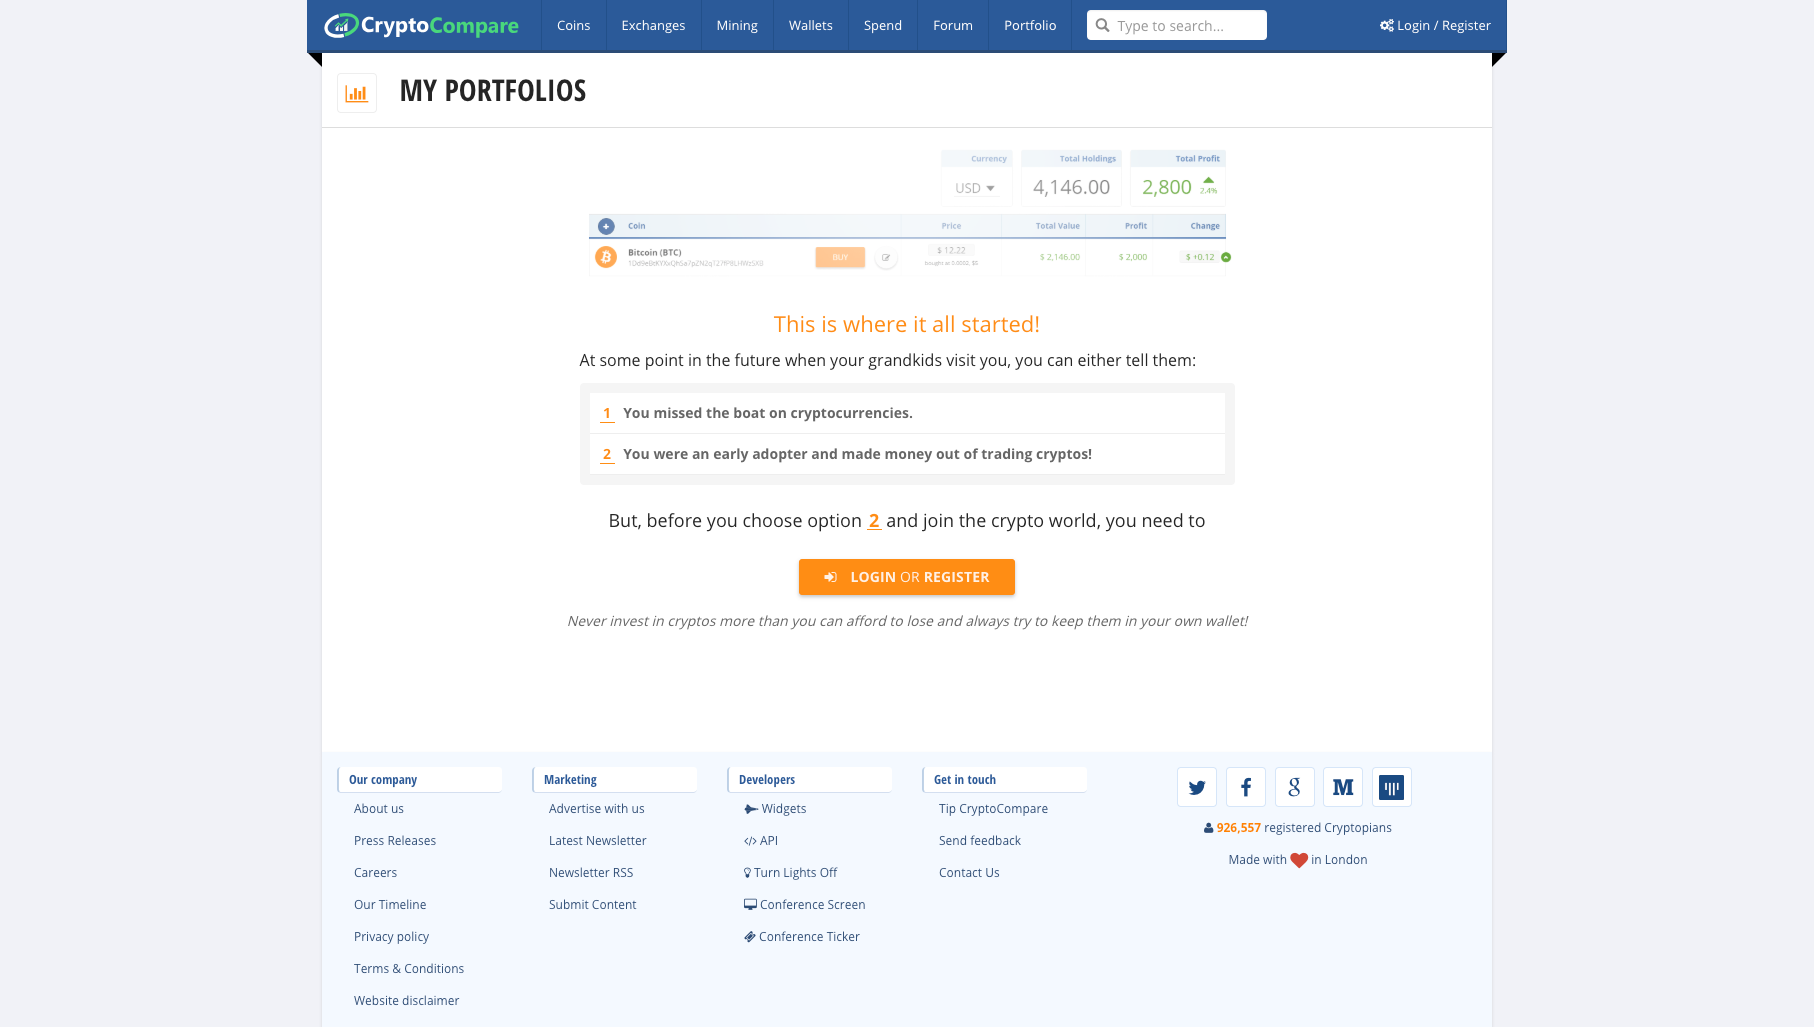 CryptoCompare
Coins
Exchanges
Mining
Wallets
Spend
Forum
Portfolio
Type to search...
Login / Register
MY PORTFOLIOS
Currency
Total Holdings
Total Profit
USD
4,146.00
2,800
2.4%
Coin
Price
Total Value
Profit
Change
Bitcoin (BTC)
BUY
$ 12.22
$ 2,146.00
$ 2,000
$ +0.12
This is where it all started!
At some point in the future when your grandkids visit you, you can either tell them:
1 You missed the boat on cryptocurrencies.
2 You were an early adopter and made money out of trading cryptos!
But, before you choose option 2 and join the crypto world, you need to
LOGIN OR REGISTER
Never invest in cryptos more than you can afford to lose and always try to keep them in your own wallet!
Our company
About us
Press Releases
Careers
Our Timeline
Privacy policy
Terms & Conditions
Website disclaimer
Marketing
Advertise with us
Latest Newsletter
Newsletter RSS
Submit Content
Developers
Widgets
API
Turn Lights Off
Conference Screen
Conference Ticker
Get in touch
Tip CryptoCompare
Send feedback
Contact Us
926,557 registered Cryptopians
Made with in London